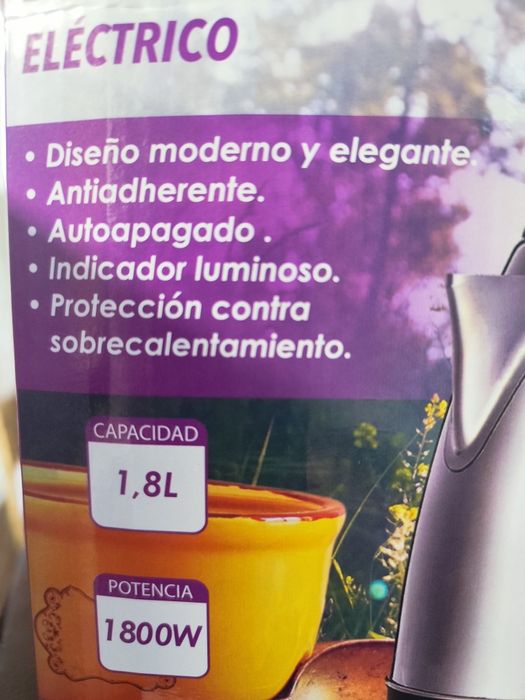 ELÉCTRICO
• Diseño moderno y elegante.
• Antiadherente.
• Autoapagado .
• Indicador luminoso.
• Protección contra
sobrecalentamiento.
CAPACIDAD
1,8L
POTENCIA
1800W